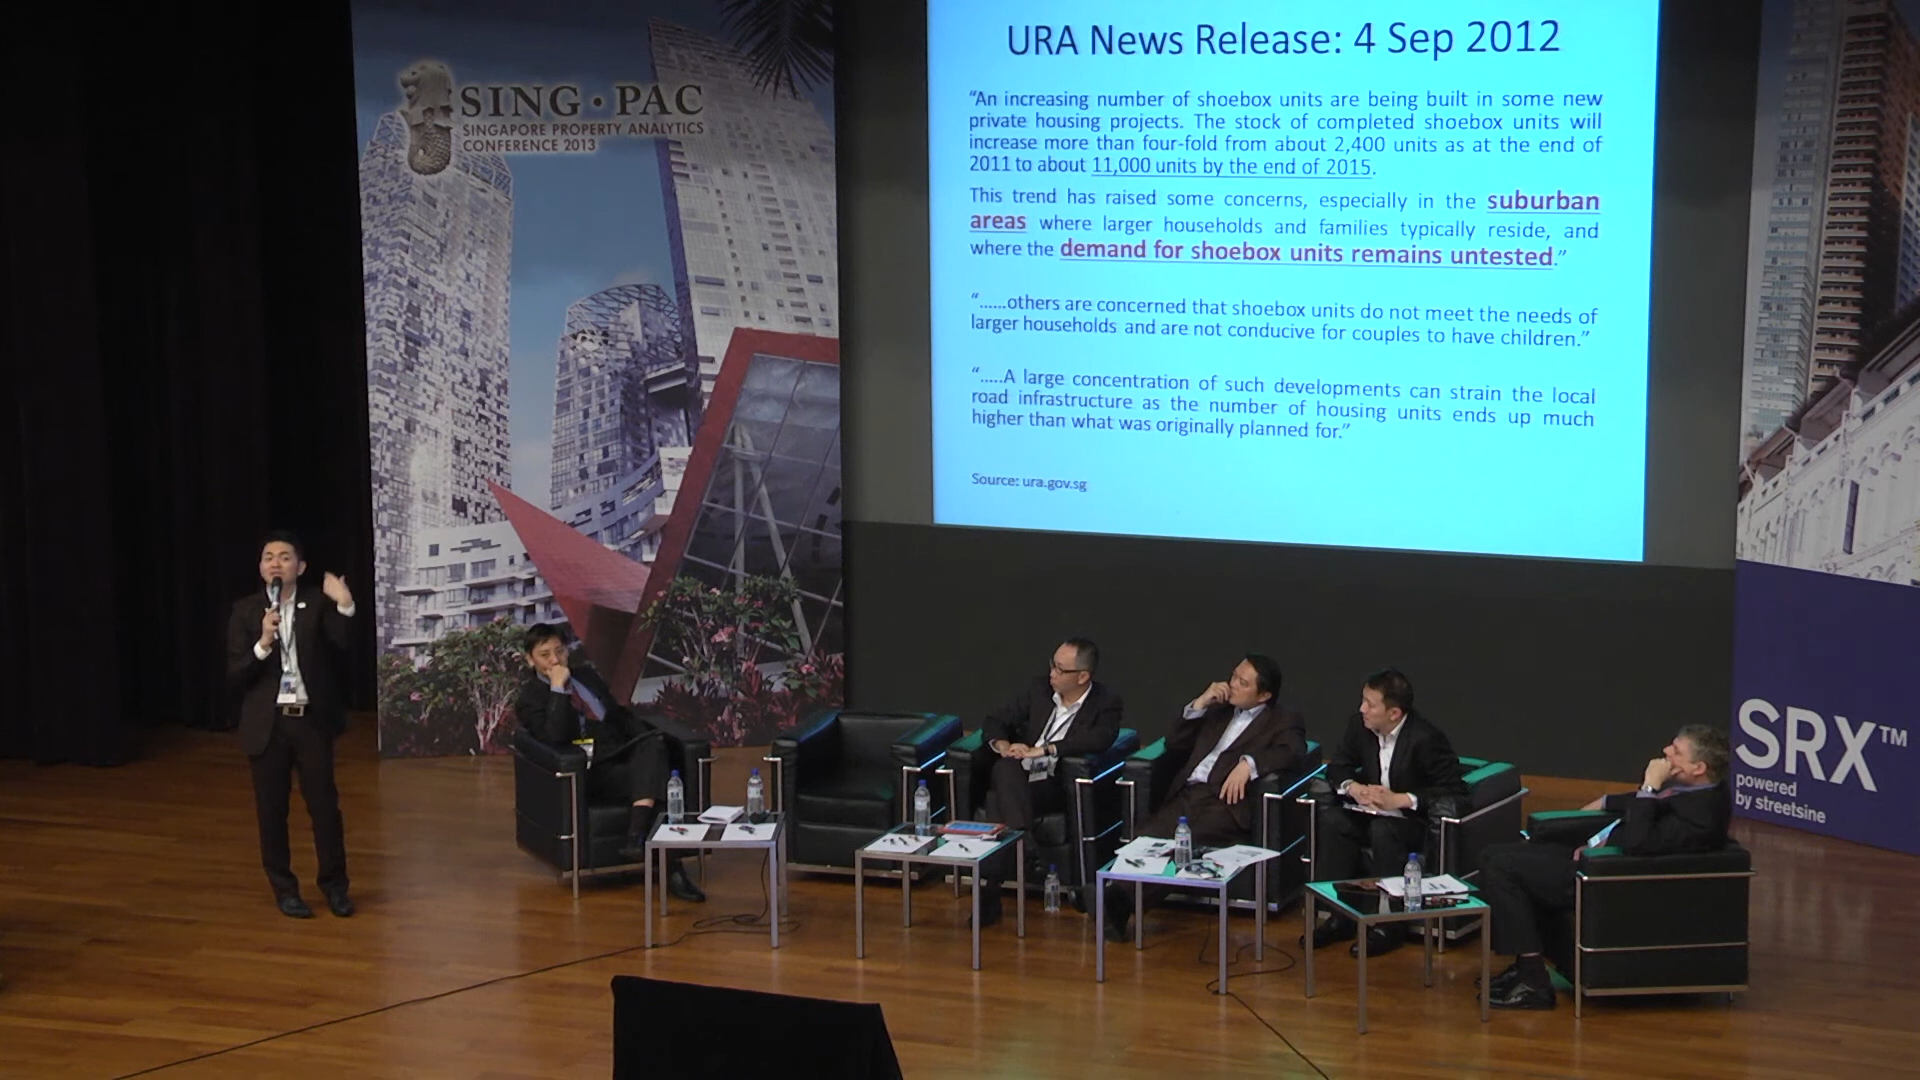 SING • PAC
SINGAPORE PROPERTY ANALYTICS
CONFERENCE 2013
URA News Release: 4 Sep 2012
“An increasing number of shoebox units are being built in some new
private housing projects. The stock of completed shoebox units will
increase more than four-fold from about 2,400 units as at the end of
2011 to about 11,000 units by the end of 2015.
This trend has raised some concerns, especially in the suburban
areas where larger households and families typically reside, and
where the demand for shoebox units remains untested.”
“......others are concerned that shoebox units do not meet the needs of
larger households and are not conducive for couples to have children.”
“.....A large concentration of such developments can strain the local
road infrastructure as the number of housing units ends up much
higher than what was originally planned for.”
Source: ura.gov.sg
SRX™
powered
by streetsine